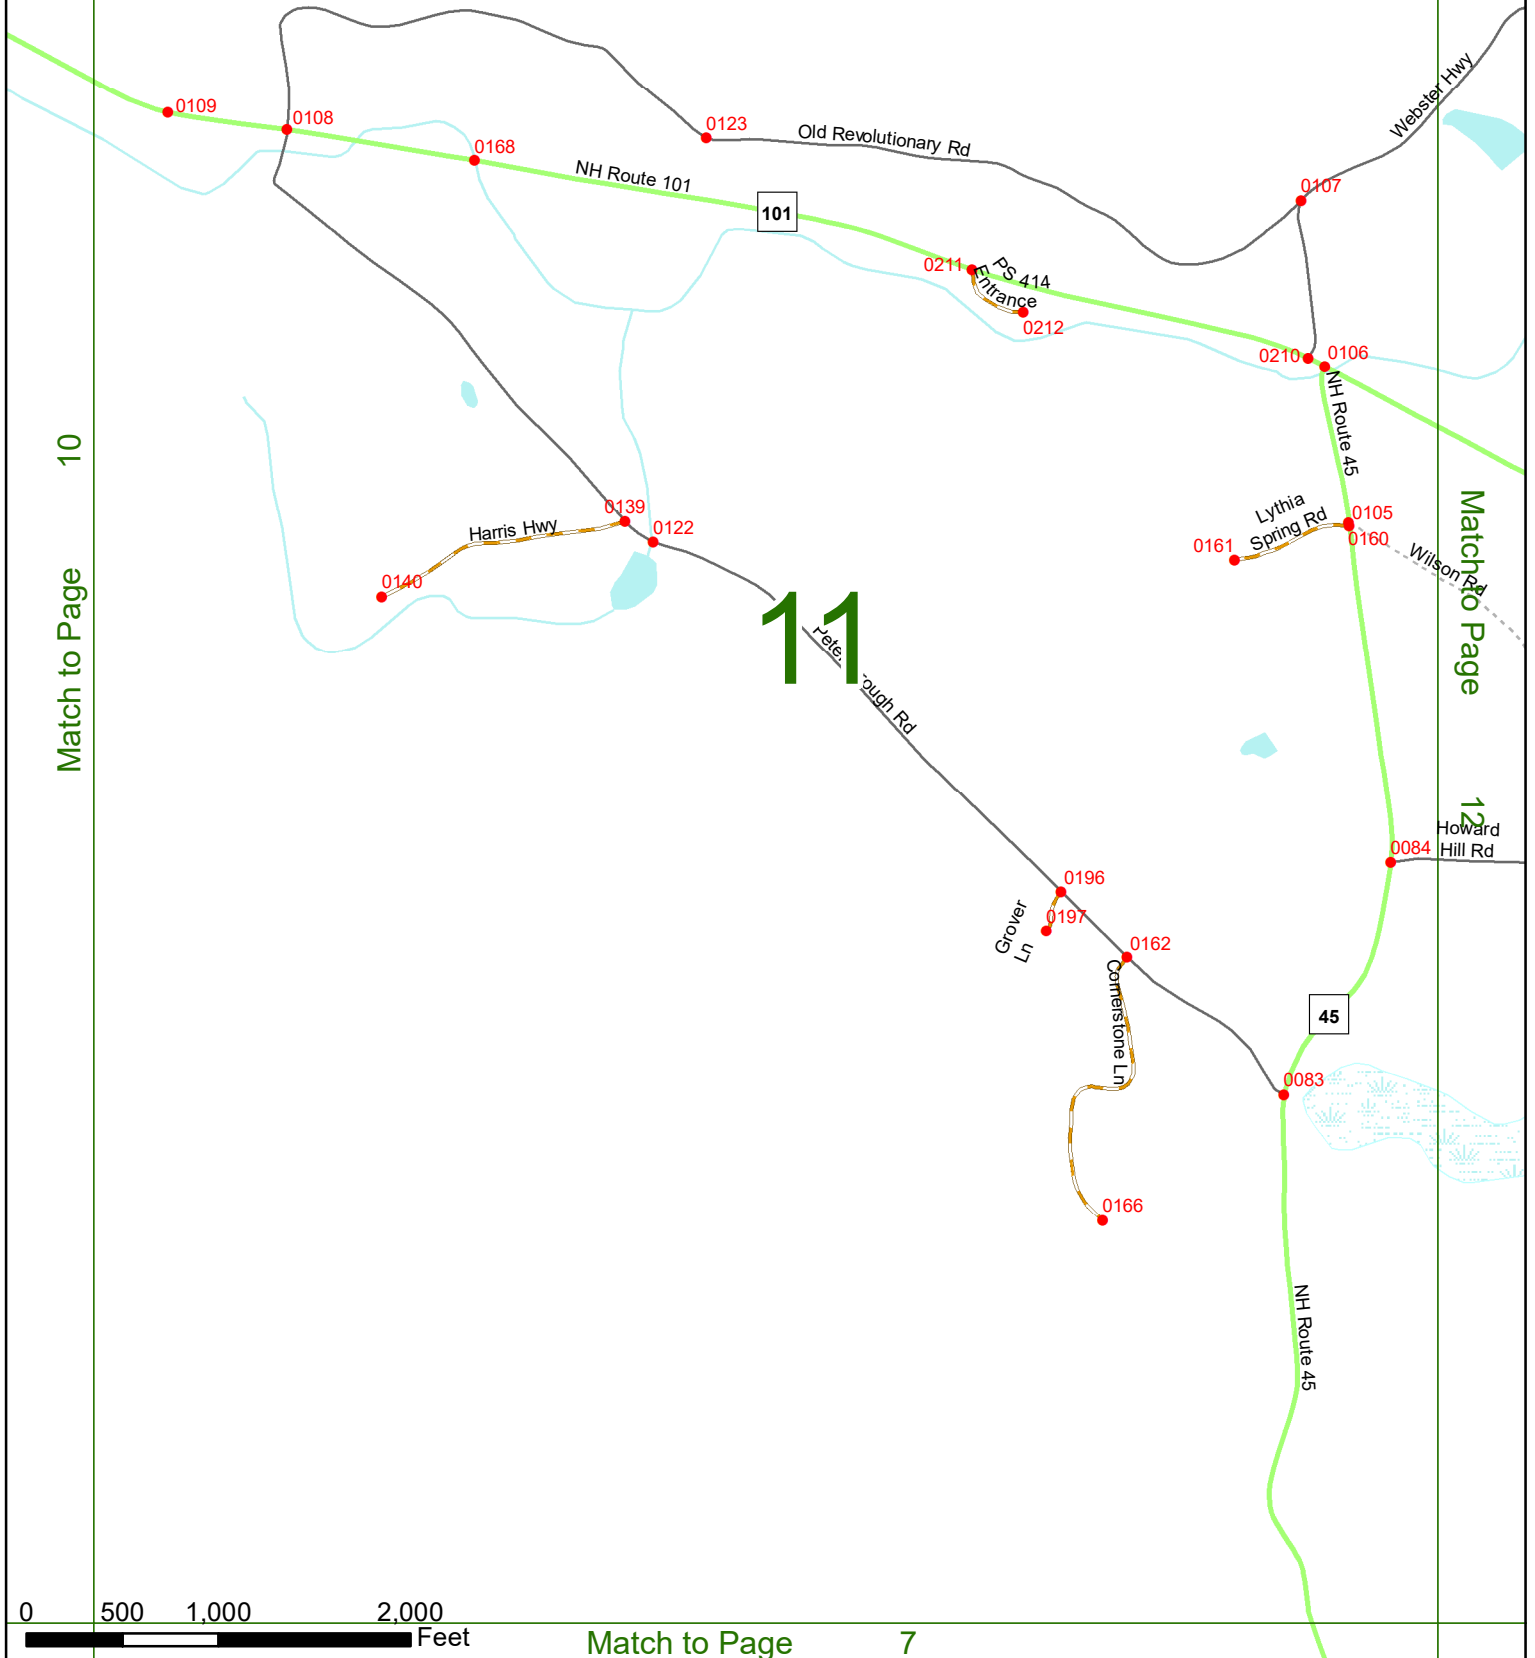 0109
0108
0168
0123
Old Revolutionary Rd
Webster Hwy
NH Route 101
101
0107
0211
PS 414
Entrance
0212
0210
0106
NH Route 45
10
Match to Page
0139
Harris Hwy
0122
0140
Lythia
Spring Rd
0105
0160
0161
Wilson Rd
Match to Page
12
11
Pete
ough Rd
Howard
Hill Rd
0084
0196
0197
Grover
Ln
0162
Cornerstone Ln
45
0083
0166
NH Route 45
0 500 1,000 2,000
Feet
Match to Page 7